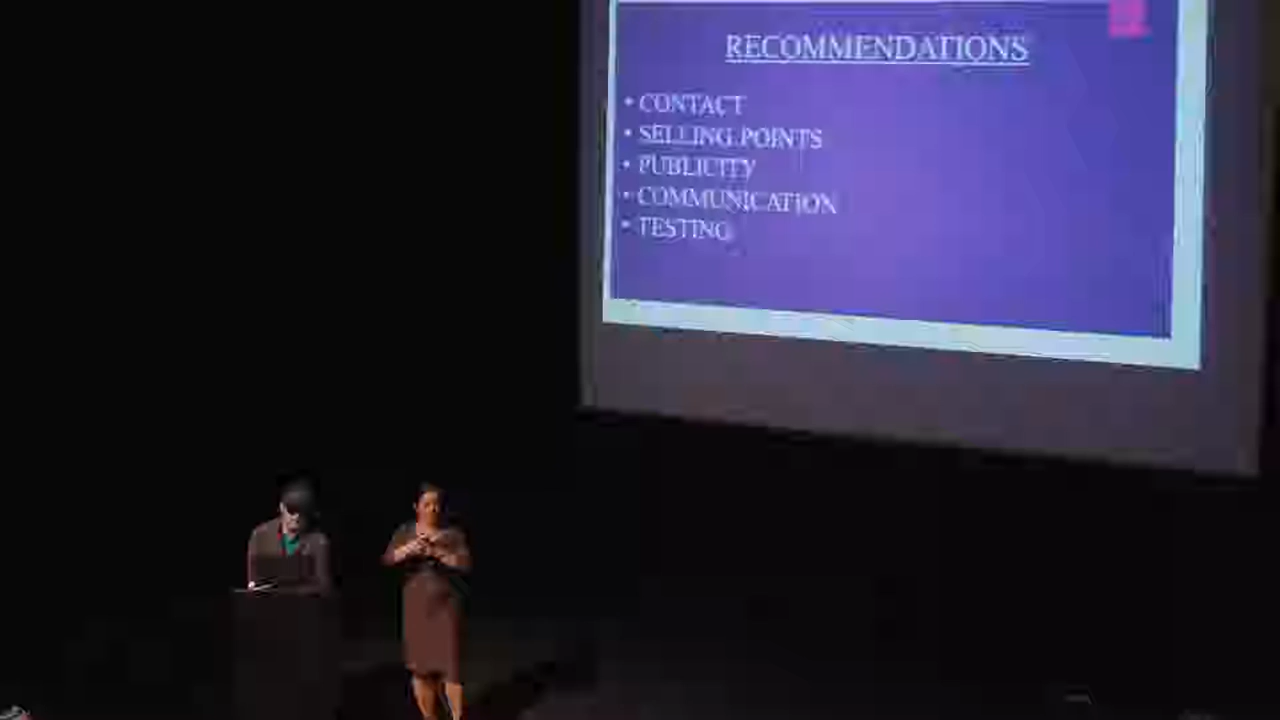 RECOMMENDATIONS
• CONTACT
• SELLING POINTS
• PUBLICITY
• COMMUNICATION
• TESTING